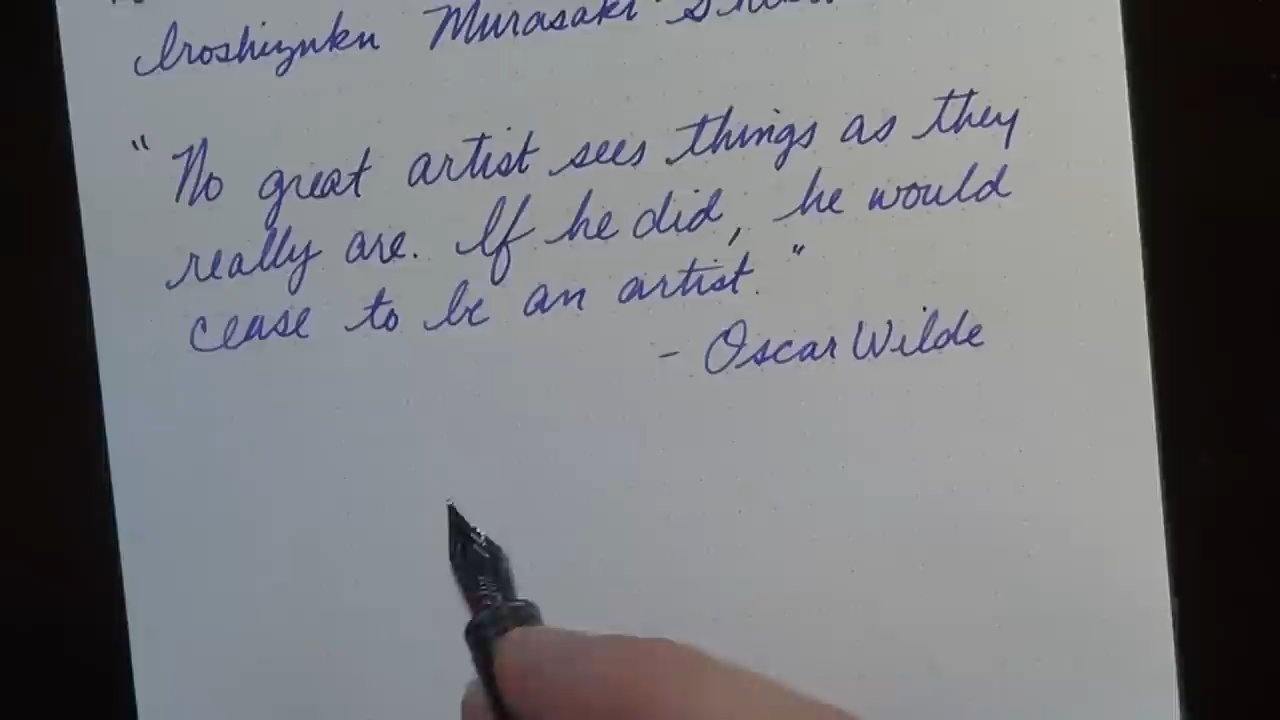 Iroshizuku Murasaki
"No great artist sees things as they
really are. If he did, he would
cease to be an artist."
- Oscar Wilde